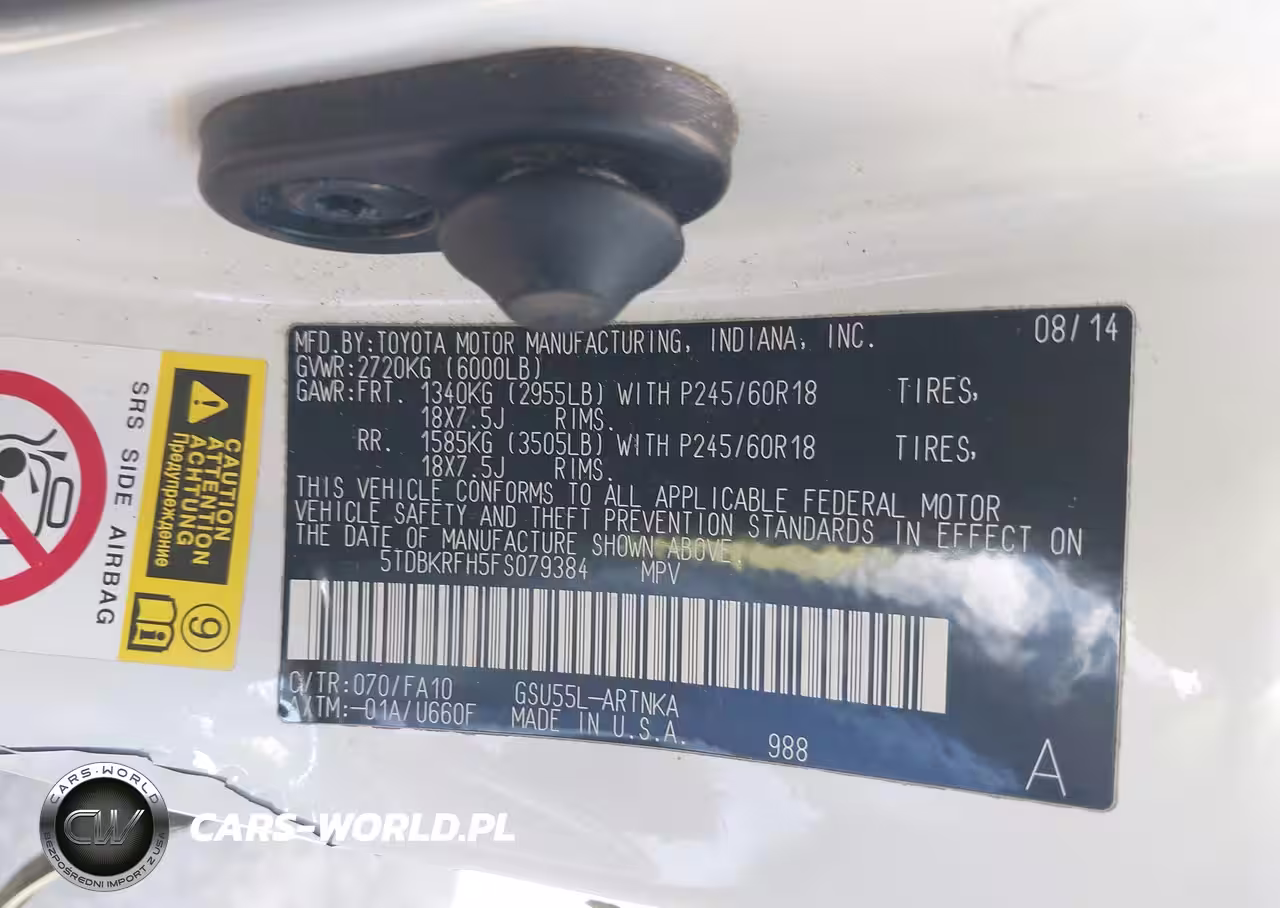 MFD.BY:TOYOTA MOTOR MANUFACTURING, INDIANA, INC. 08/14
GVWR:2720KG (6000LB)
GAWR:FRT. 1340KG (2955LB) WITH P245/60R18 TIRES,
18X7.5J RIMS.
RR. 1585KG (3505LB) WITH P245/60R18 TIRES,
18X7.5J RIMS.
THIS VEHICLE CONFORMS TO ALL APPLICABLE FEDERAL MOTOR
VEHICLE SAFETY AND THEFT PREVENTION STANDARDS IN EFFECT ON
THE DATE OF MANUFACTURE SHOWN ABOVE.
5TDBKRFH5FS079384 MPV
C/TR:070/FA10 GSU55L-ARTNKA
AXTM:-01A/U660F MADE IN U.S.A.
988
A
CAUTION
ATTENTION
ACHTUNG
Предупреждение
SRS SIDE AIRBAG
9
CARS-WORLD
CW
BEZPOŚREDNI IMPORT Z USA
CARS-WORLD.PL